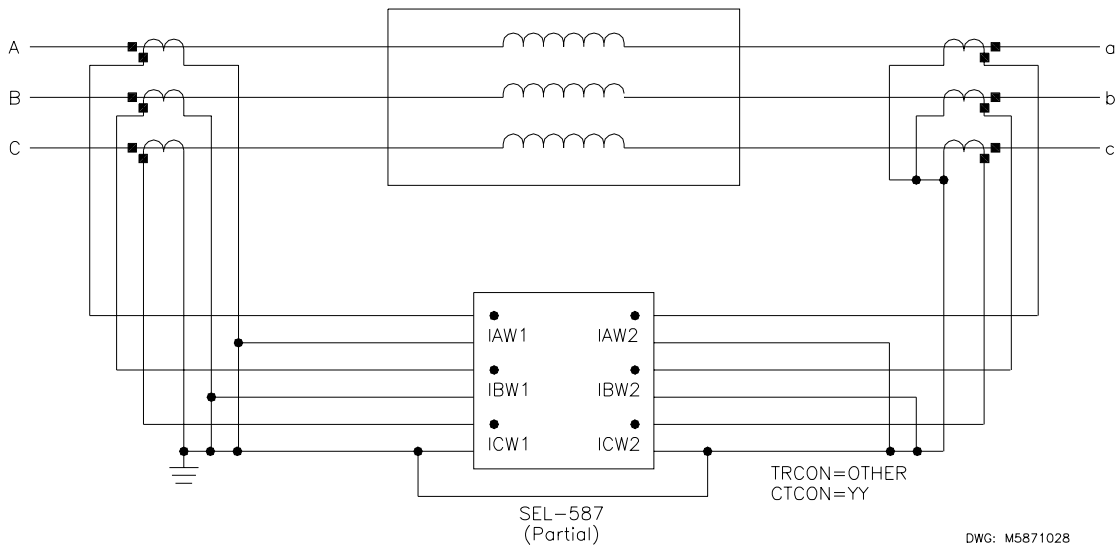 A
a
B
b
C
c
IAW1
IAW2
IBW1
IBW2
ICW1
ICW2
TRCON=OTHER
CTCON=YY
SEL-587
(Partial)
DWG: M5871028